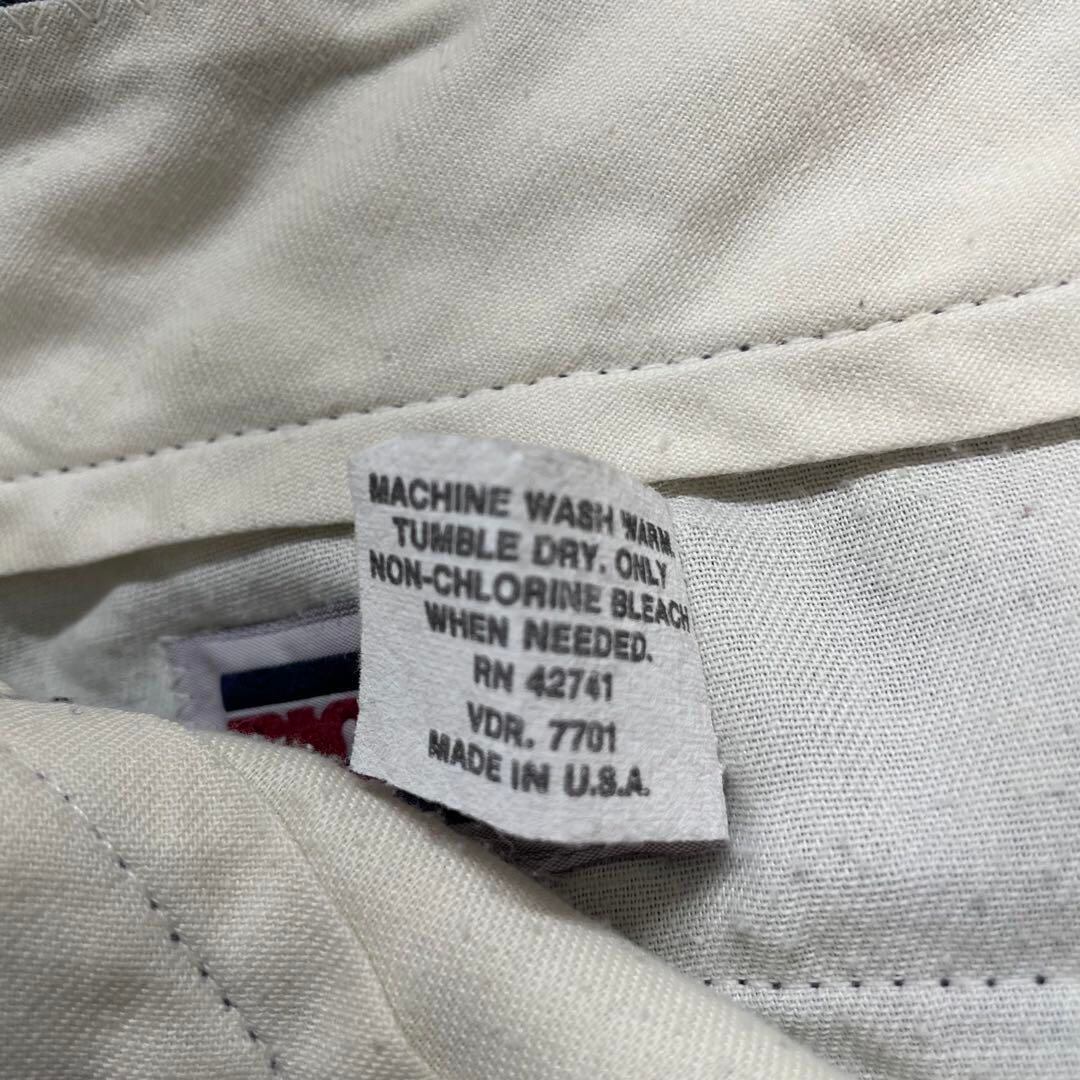 MACHINE WASH WARM.
TUMBLE DRY. ONLY
NON-CHLORINE BLEACH
WHEN NEEDED.
RN 42741
VDR. 7701
MADE IN U.S.A.